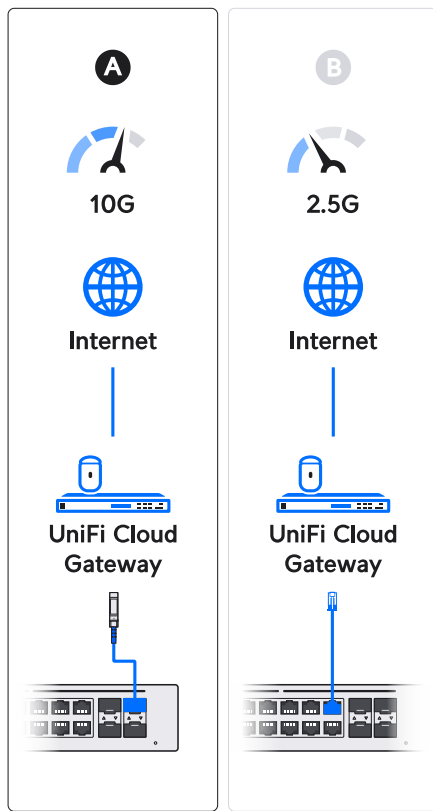 A
10G
Internet
UniFi Cloud
Gateway
B
2.5G
Internet
UniFi Cloud
Gateway